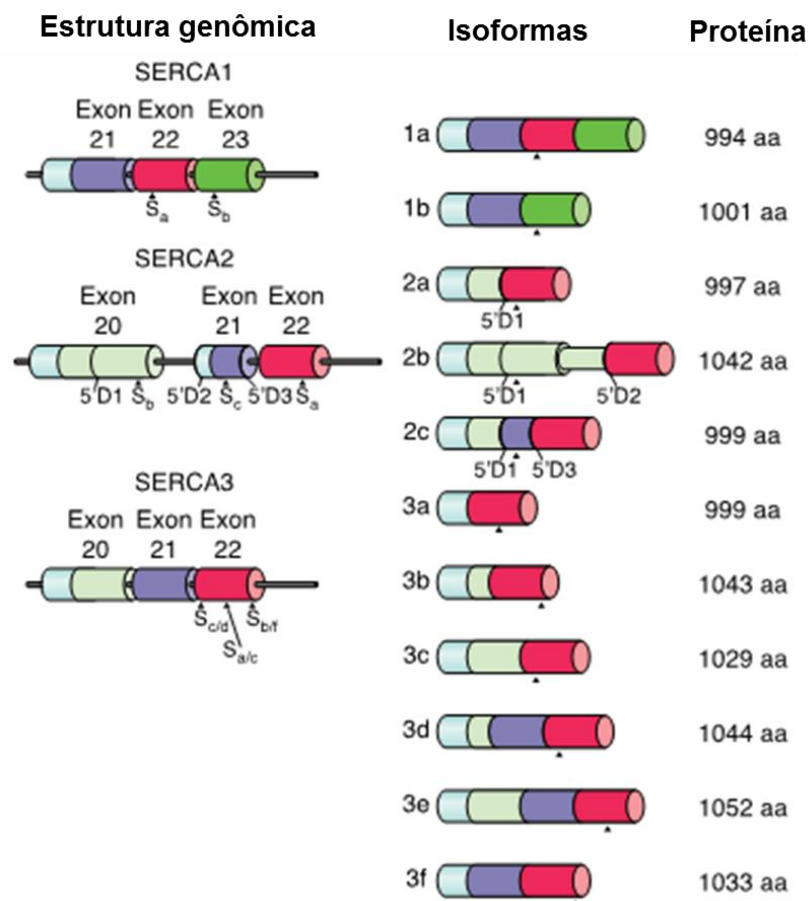 Estrutura genômica
Isoformas
Proteína
SERCA1
Exon Exon Exon
21 22 23
Sa Sb
SERCA2
Exon Exon Exon
20 21 22
5'D1 Sb 5'D2 Sc 5'D3 Sa
SERCA3
Exon Exon Exon
20 21 22
Sc/d Sb/f
Sa/c
1a 994 aa
1b 1001 aa
2a 997 aa
5'D1
2b 1042 aa
5'D1 5'D2
2c 999 aa
5'D1 5'D3
3a 999 aa
3b 1043 aa
3c 1029 aa
3d 1044 aa
3e 1052 aa
3f 1033 aa